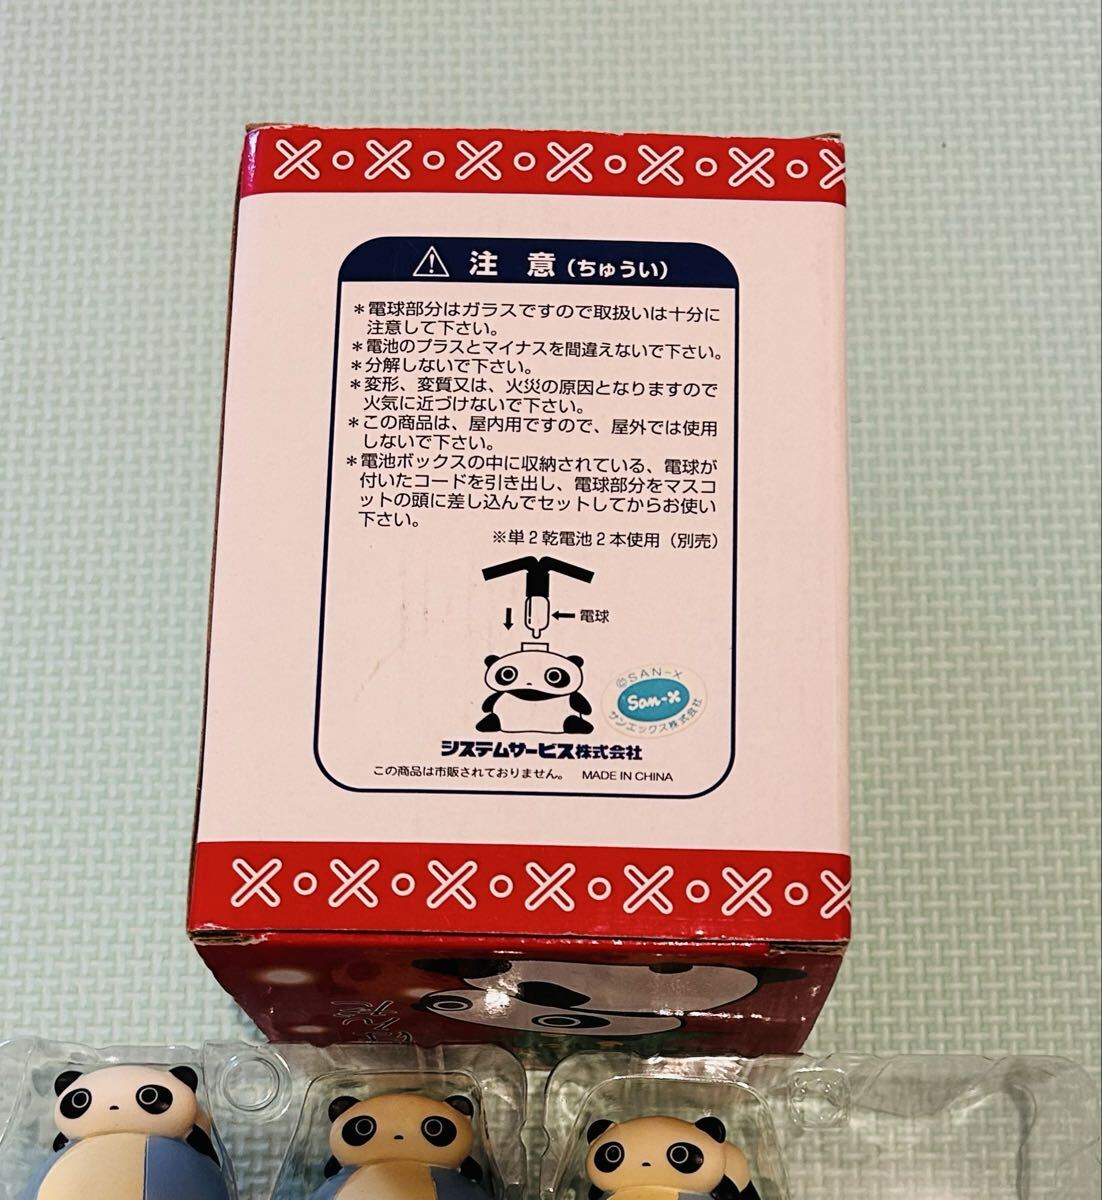 注 意 (ちゅうい)
＊電球部分はガラスですので取扱いは十分に
注意して下さい。
＊電池のプラスとマイナスを間違えないで下さい。
＊分解しないで下さい。
＊変形、変質又は、火災の原因となりますので
火気に近づけないで下さい。
＊この商品は、屋内用ですので、屋外では使用
しないで下さい。
＊電池ボックスの中に収納されている、電球が
付いたコードを引き出し、電球部分をマスコ
ットの頭に差し込んでセットしてからお使い
下さい。
※単2乾電池2本使用（別売）
電球
©SAN-X
San-X
サンエックス株式会社
システムサービス株式会社
この商品は市販されておりません。 MADE IN CHINA